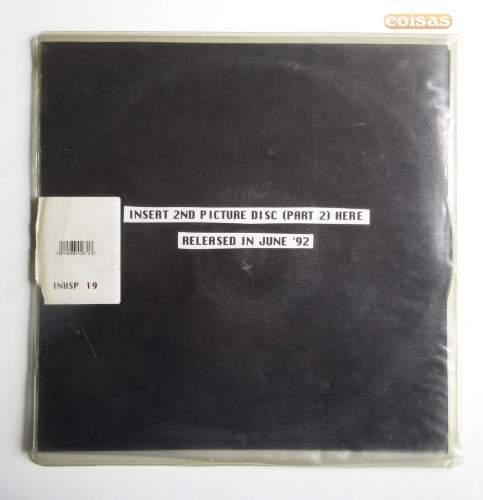 coisas
INSERT 2ND PICTURE DISC (PART 2) HERE
RELEASED IN JUNE '92
INKSP 19